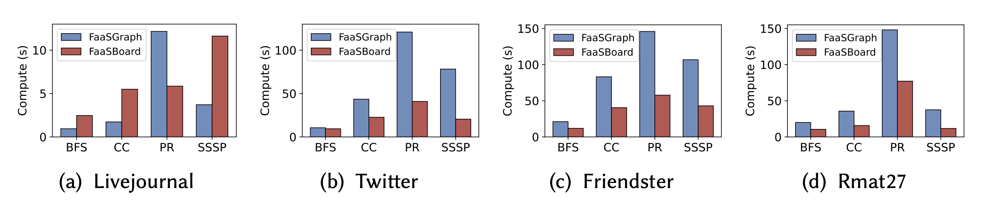 FaaSGraph
FaaSBoard
Compute (s)
10
5
0
BFS CC PR SSSP
(a) Livejournal
FaaSGraph
FaaSBoard
Compute (s)
100
50
0
BFS CC PR SSSP
(b) Twitter
FaaSGraph
FaaSBoard
Compute (s)
150
100
50
0
BFS CC PR SSSP
(c) Friendster
FaaSGraph
FaaSBoard
Compute (s)
150
100
50
0
BFS CC PR SSSP
(d) Rmat27